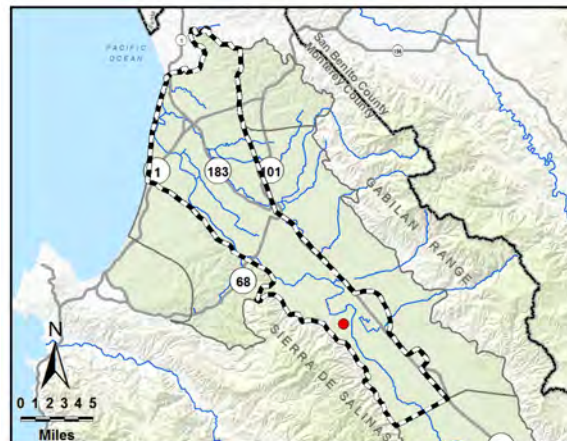 PACIFIC
OCEAN
1
San Benito County
Monterey County
1
183
101
GABILAN RANGE
68
SIERRA DE SALINAS
N
0 1 2 3 4 5
Miles